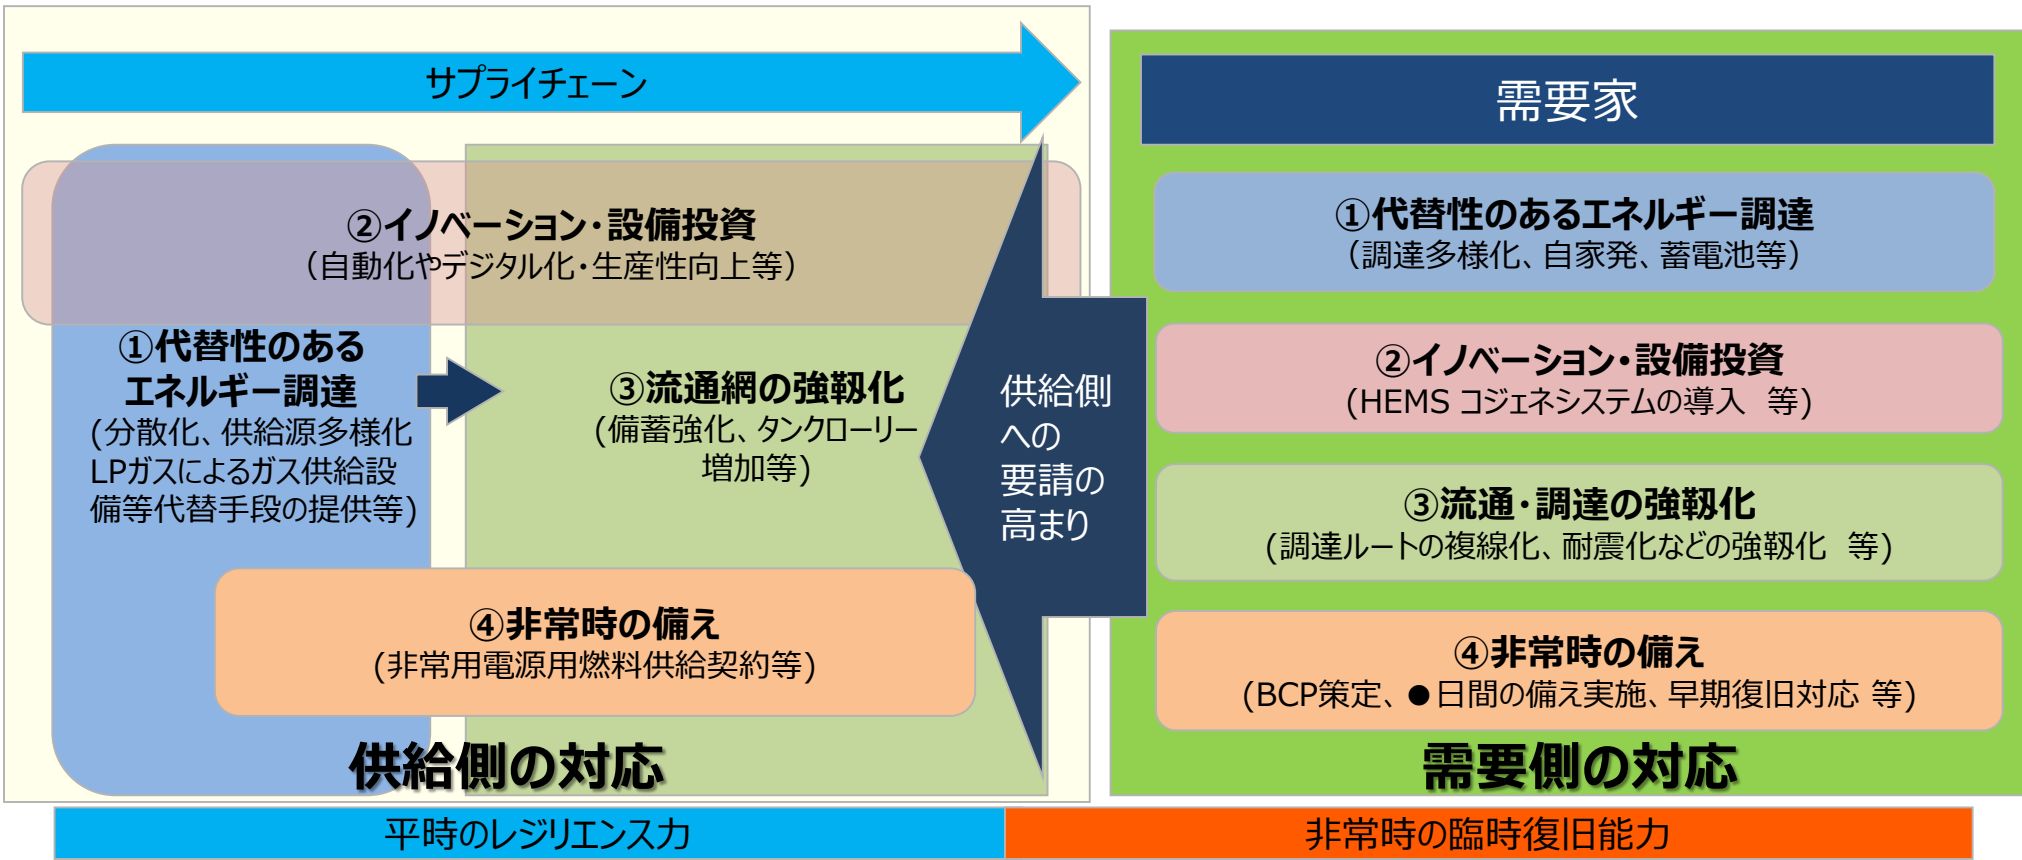 サプライチェーン
②イノベーション・設備投資
（自動化やデジタル化・生産性向上等）
①代替性のある
エネルギー調達
(分散化、供給源多様化
LPガスによるガス供給設
備等代替手段の提供等)
③流通網の強靱化
(備蓄強化、タンクローリー
増加等)
④非常時の備え
(非常用電源用燃料供給契約等)
供給側の対応
供給側
への
要請の
高まり
需要家
①代替性のあるエネルギー調達
（調達多様化、自家発、蓄電池等）
②イノベーション・設備投資
(HEMS コジェネシステムの導入 等)
③流通・調達の強靱化
(調達ルートの複線化、耐震化などの強靱化 等)
④非常時の備え
(BCP策定、●日間の備え実施、早期復旧対応 等)
需要側の対応
平時のレジリエンス力
非常時の臨時復旧能力